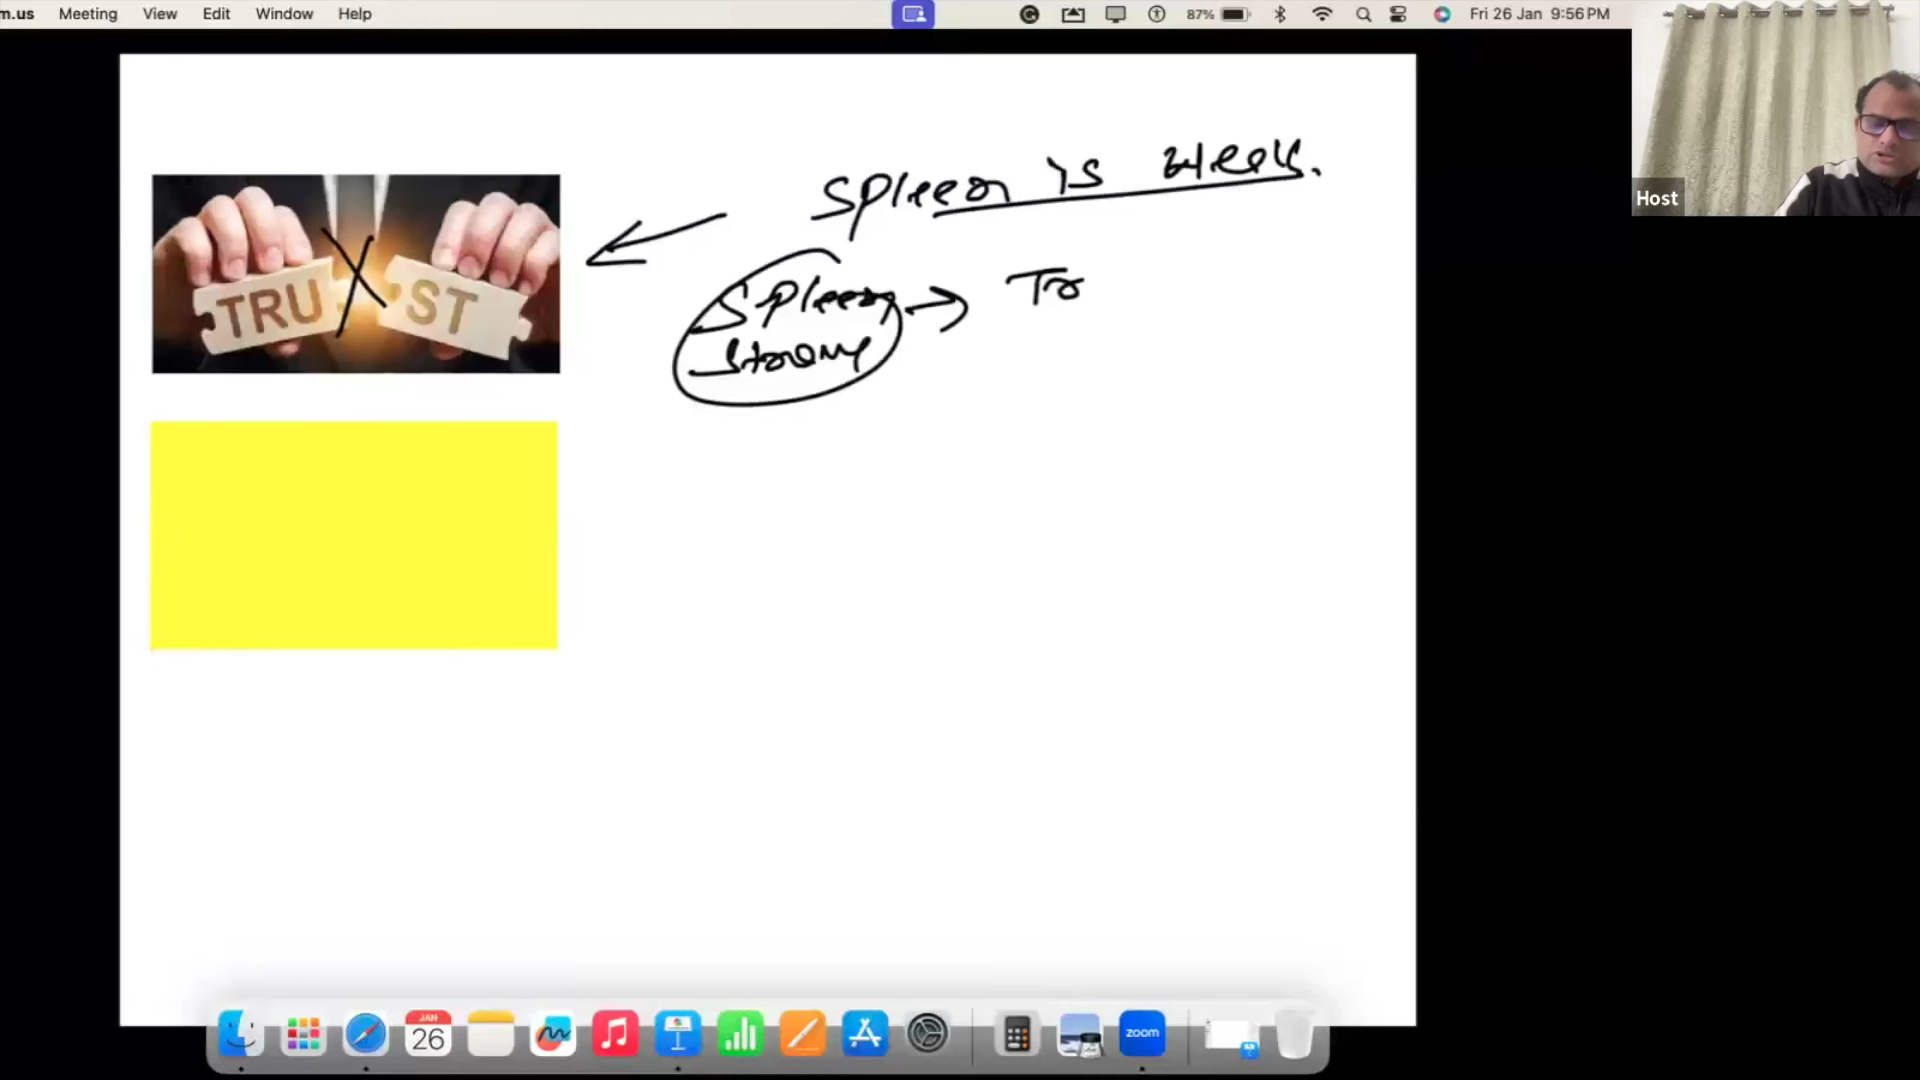 m.us Meeting View Edit Window Help 87% Fri 26 Jan 9:56 PM
Host
Spleen is weak.
TRU X ST
Spleen → Tr
strong
JAN
26
zoom